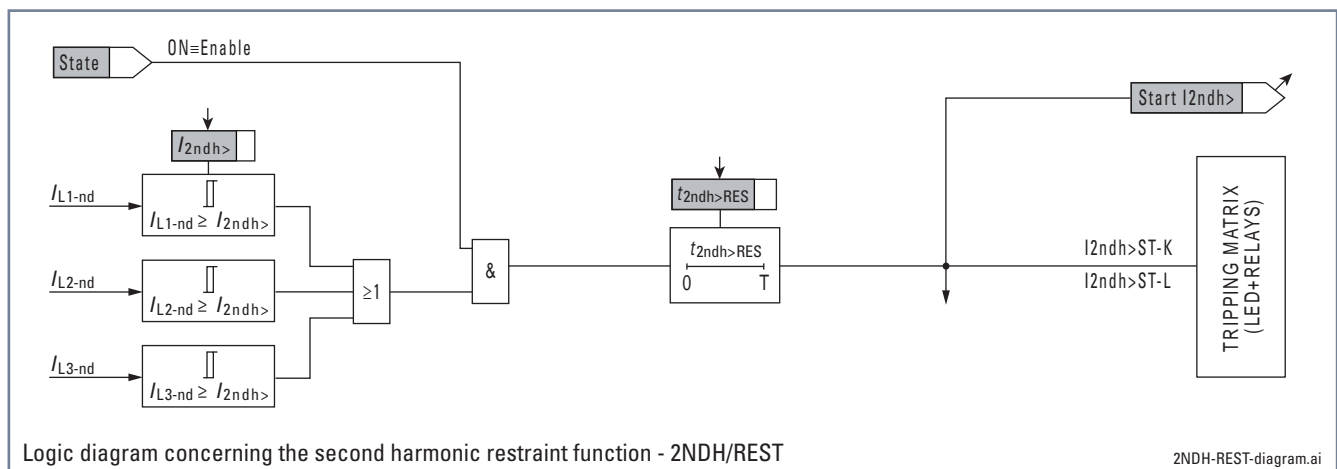 State
ON≡Enable
Start I2ndh>
I2ndh>
IL1-nd
IL1-nd ≥ I2ndh>
IL2-nd
IL2-nd ≥ I2ndh>
IL3-nd
IL3-nd ≥ I2ndh>
≥1
&
t2ndh>RES
t2ndh>RES
0 T
I2ndh>ST-K
I2ndh>ST-L
TRIPPING MATRIX
(LED+RELAYS)
Logic diagram concerning the second harmonic restraint function - 2NDH/REST
2NDH-REST-diagram.ai